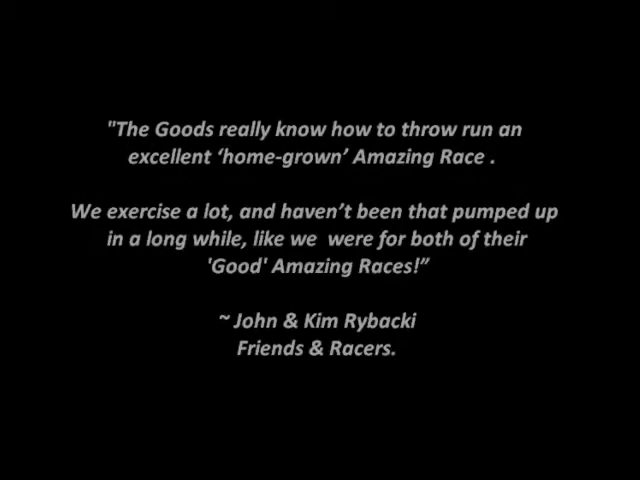 "The Goods really know how to throw run an
excellent ‘home-grown’ Amazing Race .
We exercise a lot, and haven’t been that pumped up
in a long while, like we  were for both of their
'Good' Amazing Races!”
~ John & Kim Rybacki
Friends & Racers.